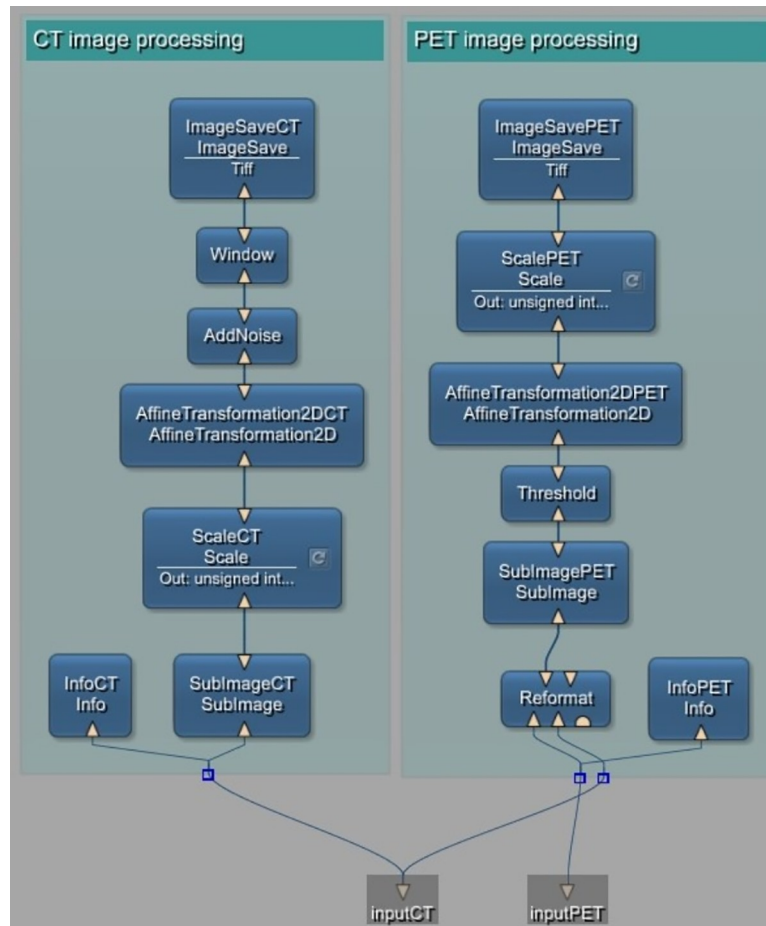 CT image processing
ImageSaveCT
ImageSave
Tiff
Window
AddNoise
AffineTransformation2DCT
AffineTransformation2D
ScaleCT
Scale
Out: unsigned int...
InfoCT
Info
SubImageCT
SubImage
PET image processing
ImageSavePET
ImageSave
Tiff
ScalePET
Scale
Out: unsigned int...
AffineTransformation2DPET
AffineTransformation2D
Threshold
SubImagePET
SubImage
Reformat
InfoPET
Info
inputCT
inputPET